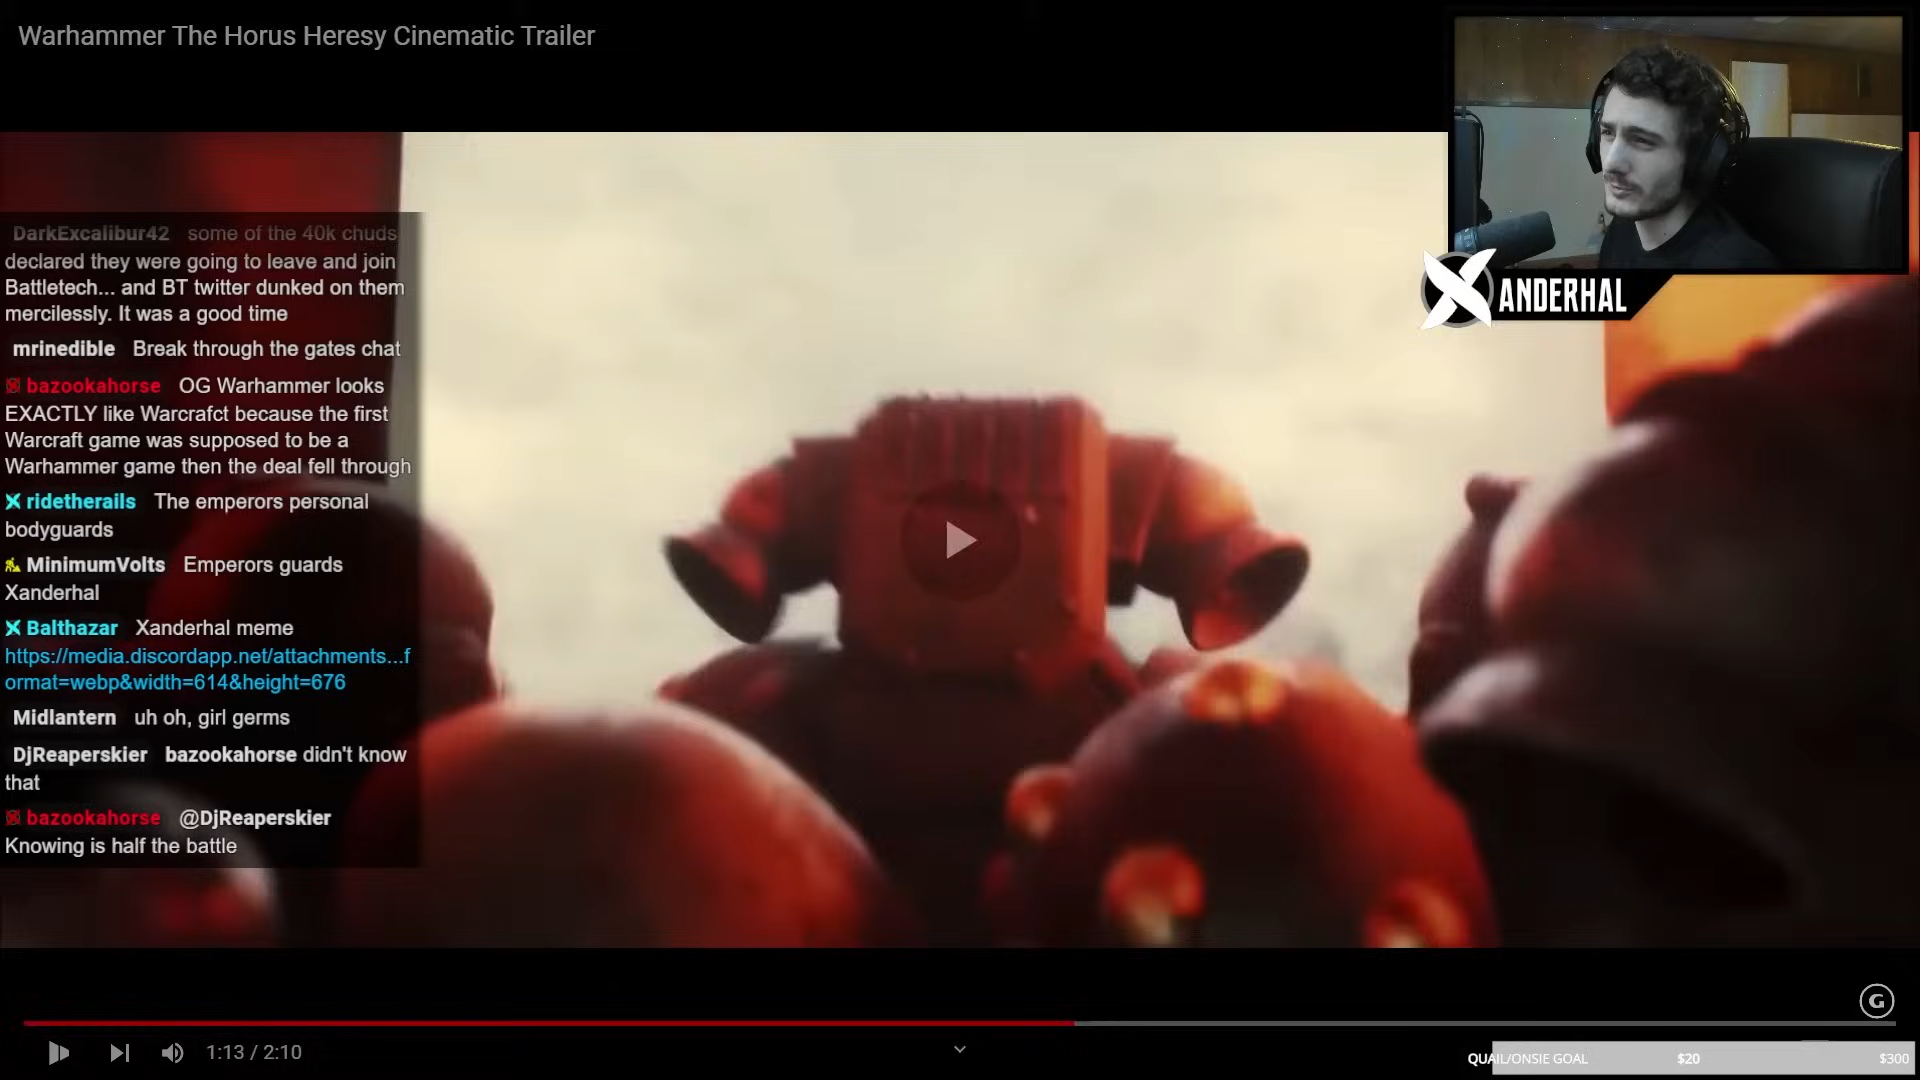 Warhammer The Horus Heresy Cinematic Trailer
ANDERHAL
DarkExcalibur42 some of the 40k chuds
declared they were going to leave and join
Battletech... and BT twitter dunked on them
mercilessly. It was a good time
mrinedible Break through the gates chat
bazookahorse OG Warhammer looks
EXACTLY like Warcrafct because the first
Warcraft game was supposed to be a
Warhammer game then the deal fell through
ridetherails The emperors personal
bodyguards
MinimumVolts Emperors guards
Xanderhal
Balthazar Xanderhal meme
https://media.discordapp.net/attachments...f
ormat=webp&width=614&height=676
Midlantern uh oh, girl germs
DjReaperskier bazookahorse didn't know
that
bazookahorse @DjReaperskier
Knowing is half the battle
G
1:13 / 2:10
QUAIL/ONSIE GOAL $20 $300